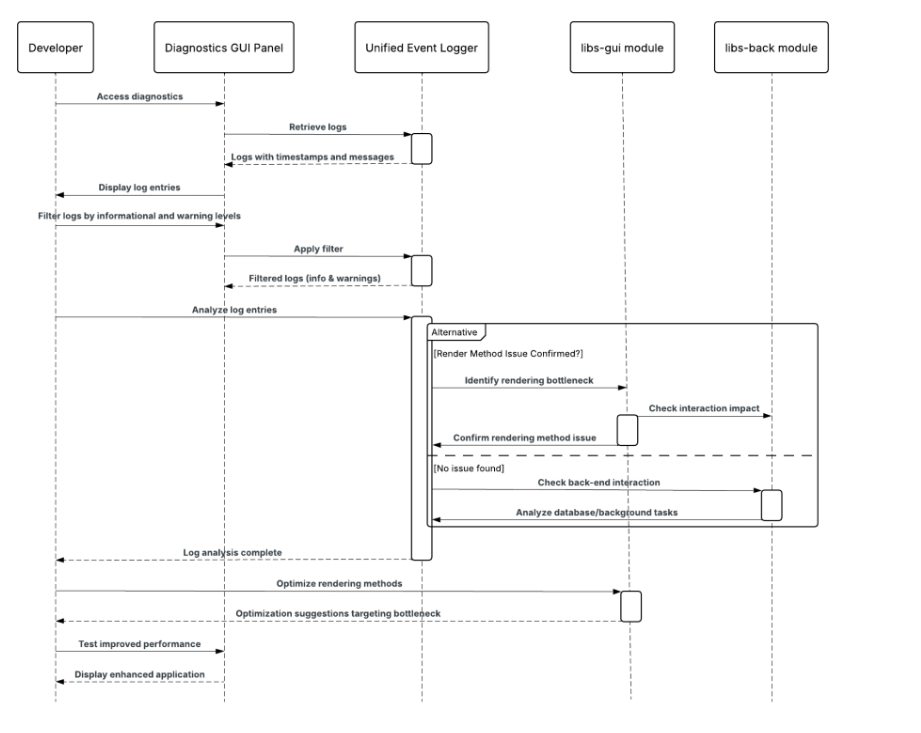 Developer
Diagnostics GUI Panel
Unified Event Logger
libs-gui module
libs-back module
Access diagnostics
Retrieve logs
Logs with timestamps and messages
Display log entries
Filter logs by informational and warning levels
Apply filter
Filtered logs (info & warnings)
Analyze log entries
Alternative
[Render Method Issue Confirmed?]
Identify rendering bottleneck
Check interaction impact
Confirm rendering method issue
[No issue found]
Check back-end interaction
Analyze database/background tasks
Log analysis complete
Optimize rendering methods
Optimization suggestions targeting bottleneck
Test improved performance
Display enhanced application